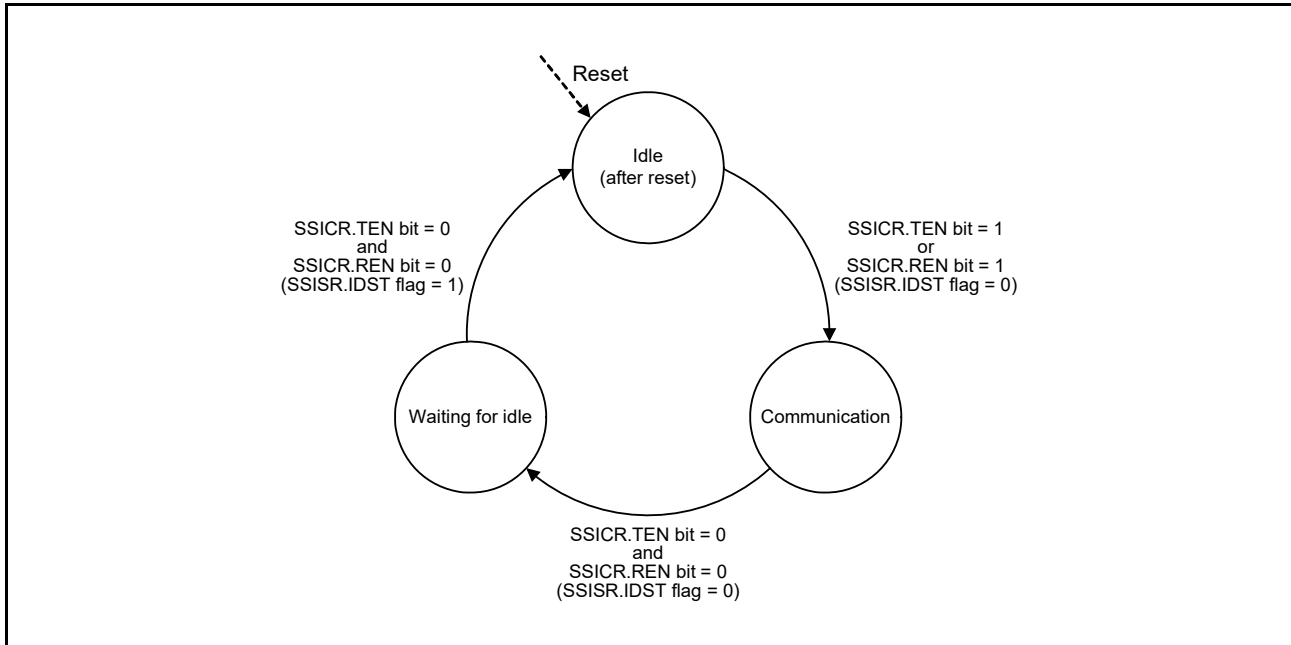 Reset
Idle
(after reset)
SSICR.TEN bit = 0
and
SSICR.REN bit = 0
(SSISR.IDST flag = 1)
SSICR.TEN bit = 1
or
SSICR.REN bit = 1
(SSISR.IDST flag = 0)
Waiting for idle
Communication
SSICR.TEN bit = 0
and
SSICR.REN bit = 0
(SSISR.IDST flag = 0)